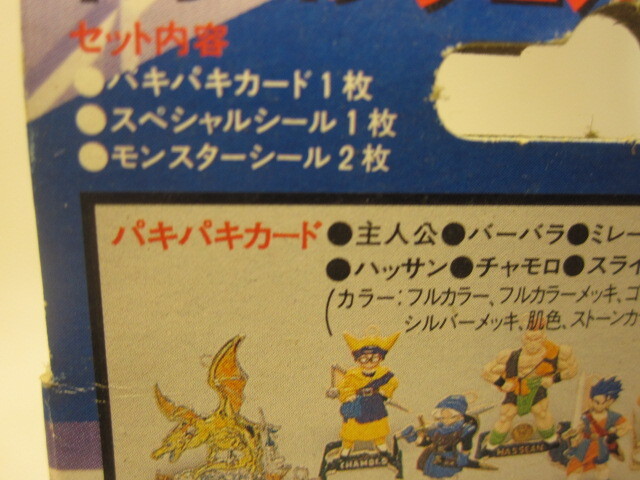 セット内容
●パキパキカード1枚
●スペシャルシール1枚
●モンスターシール2枚
パキパキカード ●主人公●バーバラ●ミレー
●ハッサン●チャモロ●スライ
(カラー:フルカラー、フルカラーメッキ、ゴ
シルバーメッキ、肌色、ストーンカ
CHAMORO
HASSAN